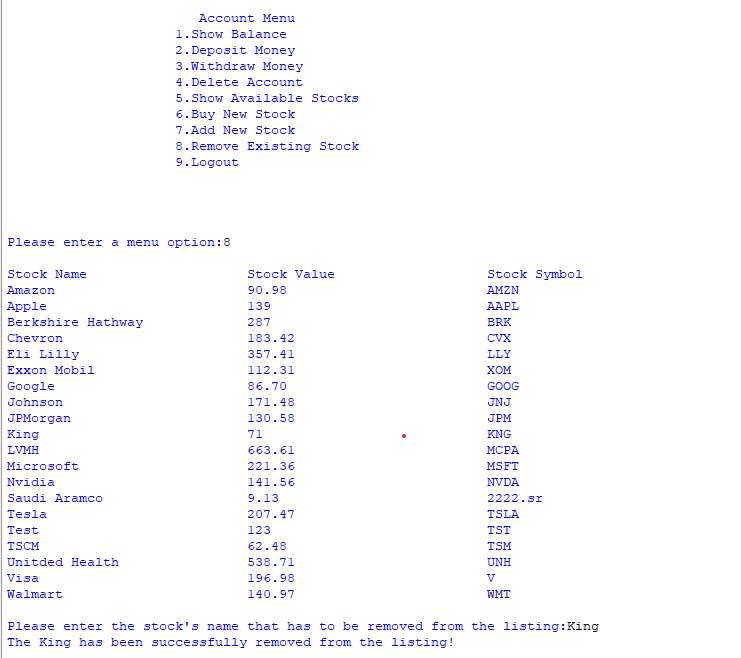 Account Menu
1.Show Balance
2.Deposit Money
3.Withdraw Money
4.Delete Account
5.Show Available Stocks
6.Buy New Stock
7.Add New Stock
8.Remove Existing Stock
9.Logout
Please enter a menu option:8
Stock Name Stock Value Stock Symbol
Amazon 90.98 AMZN
Apple 139 AAPL
Berkshire Hathway 287 BRK
Chevron 183.42 CVX
Eli Lilly 357.41 LLY
Exxon Mobil 112.31 XOM
Google 86.70 GOOG
Johnson 171.48 JNJ
JPMorgan 130.58 JPM
King 71 KNG
LVMH 663.61 MCPA
Microsoft 221.36 MSFT
Nvidia 141.56 NVDA
Saudi Aramco 9.13 2222.sr
Tesla 207.47 TSLA
Test 123 TST
TSCM 62.48 TSM
Unitded Health 538.71 UNH
Visa 196.98 V
Walmart 140.97 WMT
Please enter the stock's name that has to be removed from the listing:King
The King has been successfully removed from the listing!